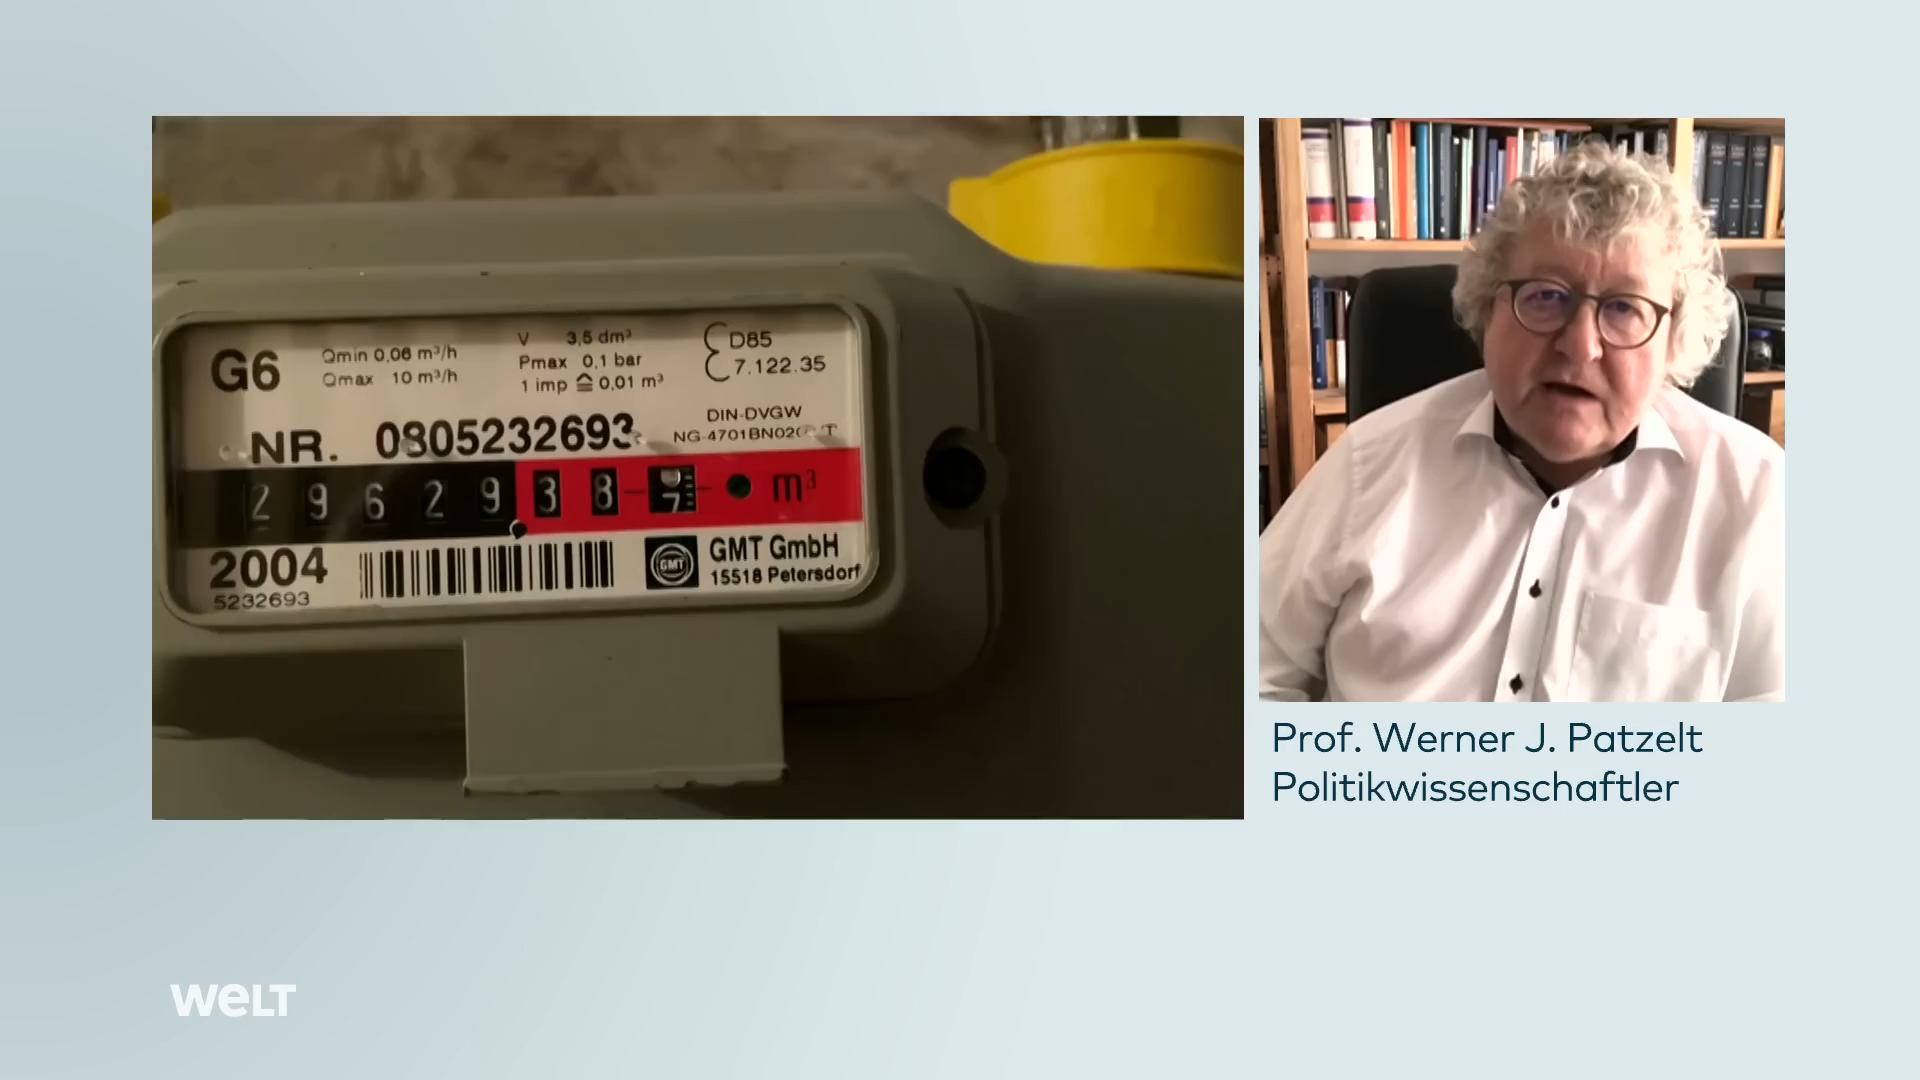 G6
Qmin 0,06 m³/h
Qmax 10 m³/h
V 3,5 dm³
Pmax 0,1 bar
1 imp ≙ 0,01 m³
D85
7.122.35
NR. 0805232693
DIN-DVGW
2 9 6 2 9 3 8 7 m³
2004
5232693
GMT
GMT GmbH
15518 Petersdorf
Prof. Werner J. Patzelt
Politikwissenschaftler
WELT